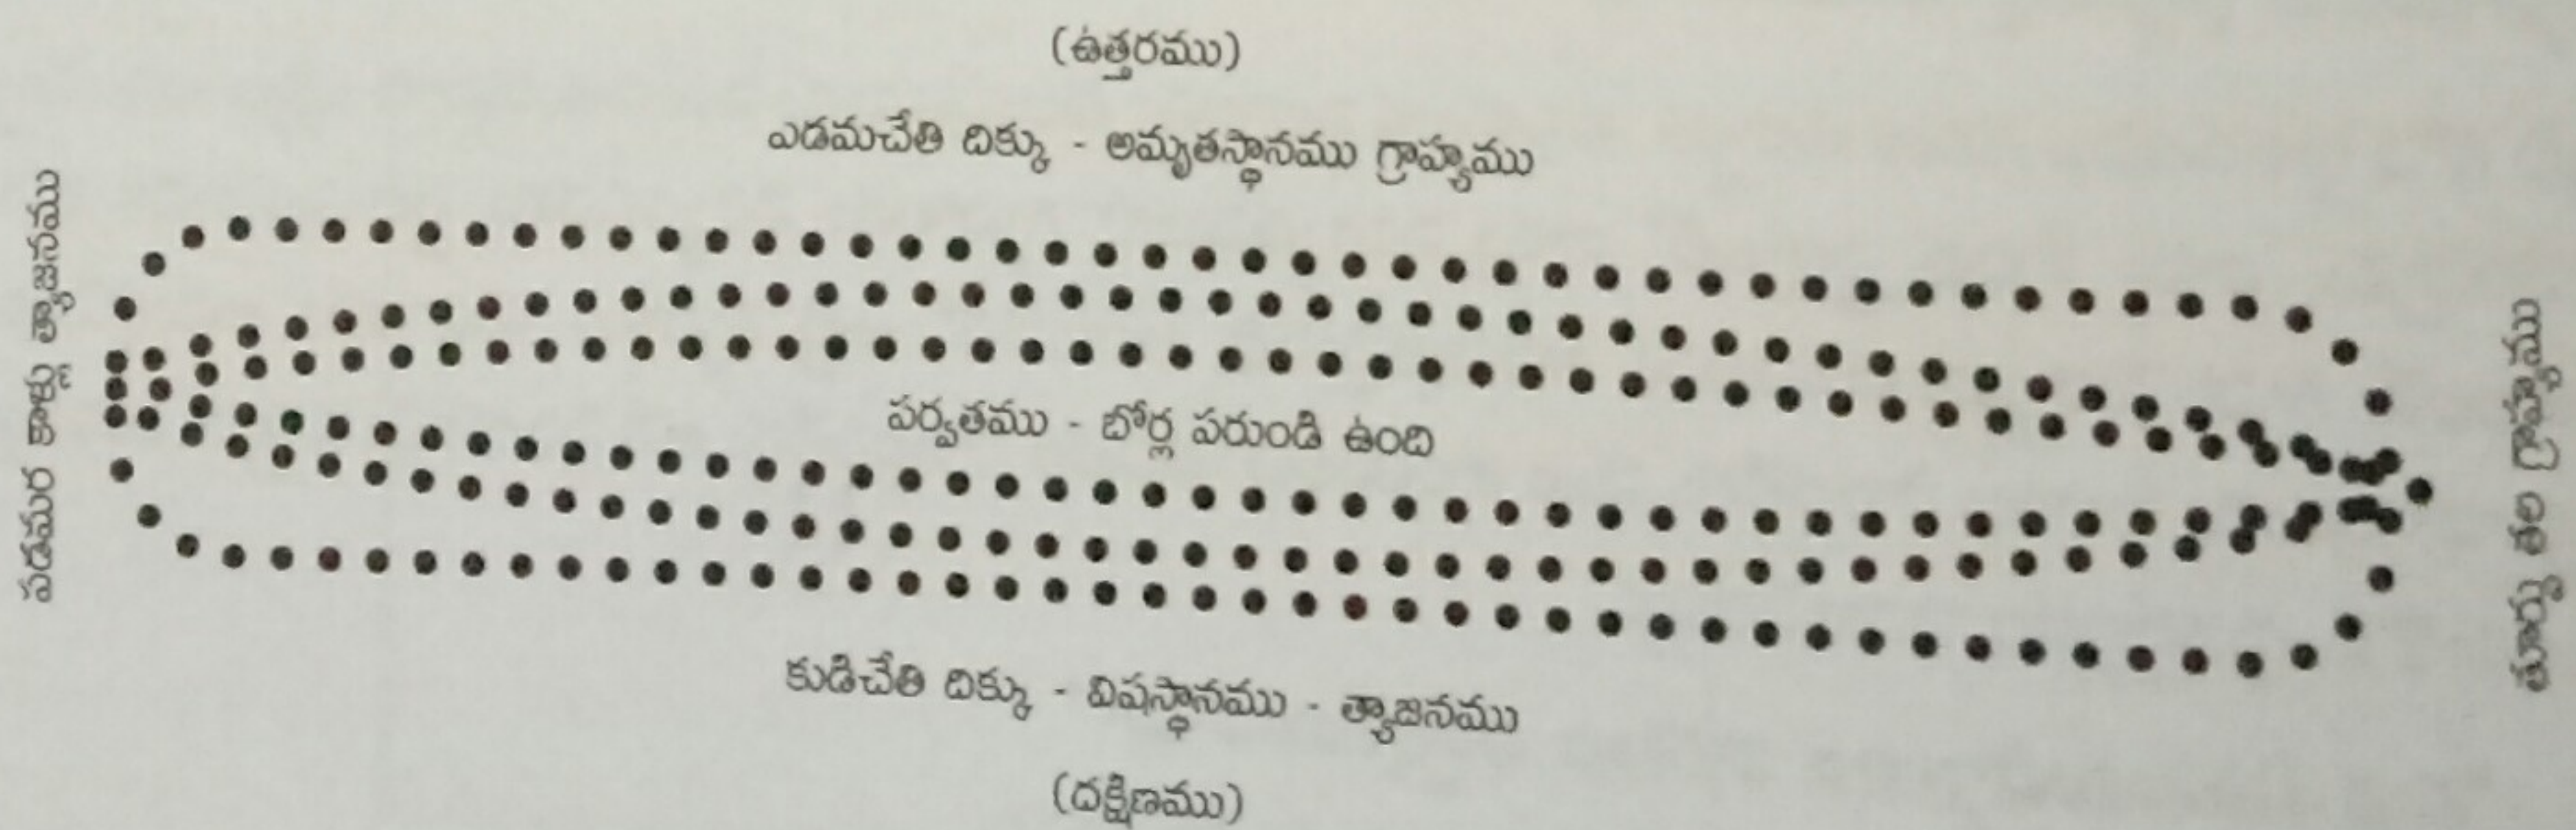 (ఉత్తరము)
ఎడమచేతి దిక్కు - అమృతస్థానము గ్రాహ్యము
పడమర కాళ్లు త్యాజనము
పర్వతము - బోర్ల పరుండి ఉంది
తూర్పు తల గ్రాహ్యము
కుడిచేతి దిక్కు - విషస్థానము - త్యాజనము
(దక్షిణము)